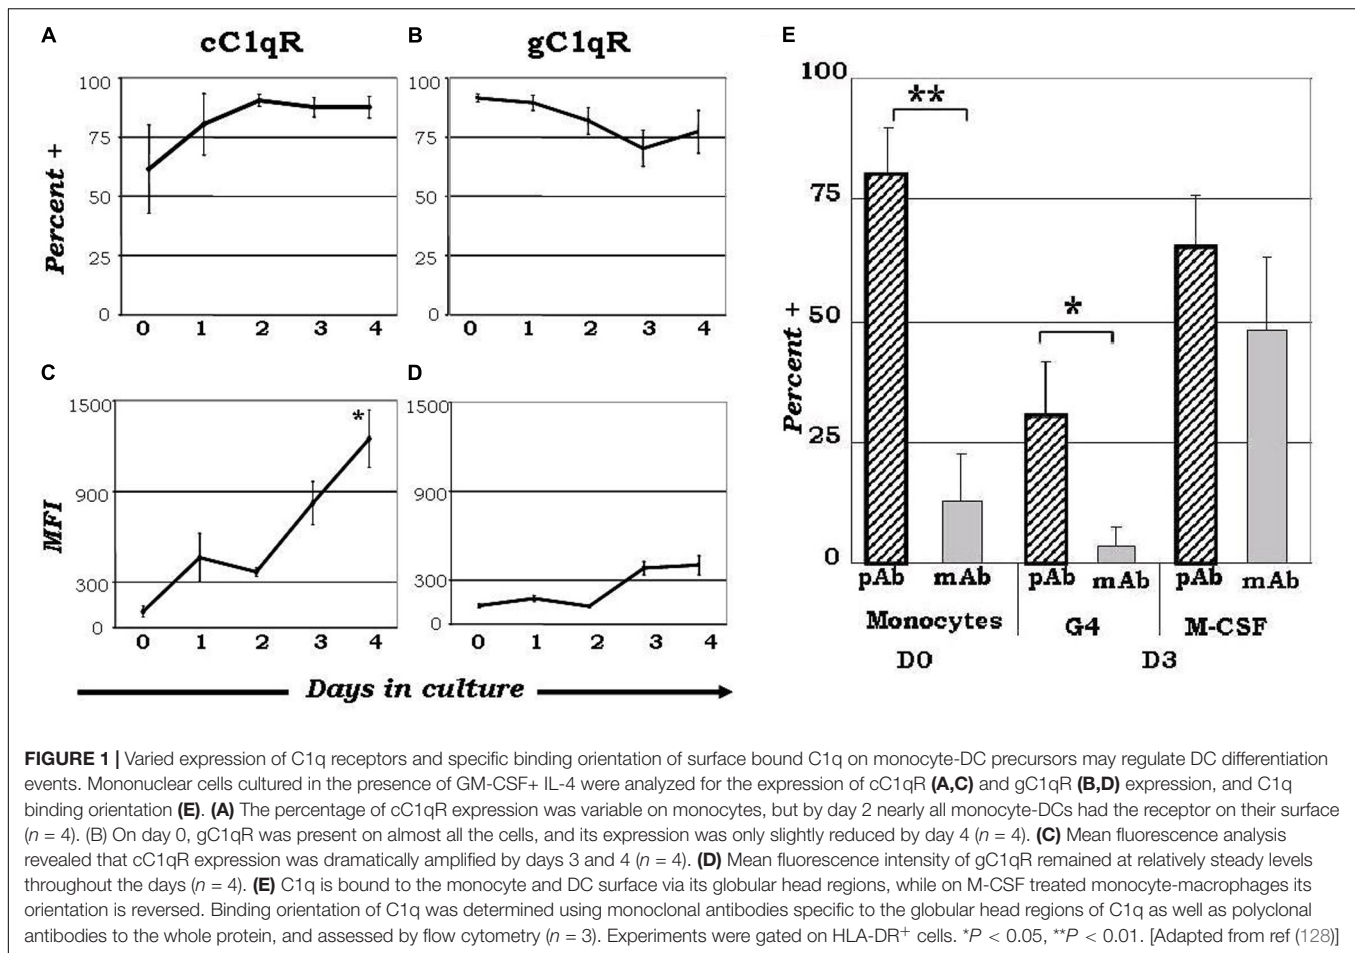 A
cC1qR
B
gC1qR
E
Percent +
100
75
50
25
0
0 1 2 3 4
100
75
50
25
0
0 1 2 3 4
C
D
MFI
1500
900
300
0
*
0 1 2 3 4
1500
900
300
0
0 1 2 3 4
Days in culture
Percent +
100
75
50
25
0
**
*
pAb mAb pAb mAb pAb mAb
Monocytes G4 M-CSF
D0 D3
FIGURE 1 | Varied expression of C1q receptors and specific binding orientation of surface bound C1q on monocyte-DC precursors may regulate DC differentiation
events. Mononuclear cells cultured in the presence of GM-CSF+ IL-4 were analyzed for the expression of cC1qR (A,C) and gC1qR (B,D) expression, and C1q
binding orientation (E). (A) The percentage of cC1qR expression was variable on monocytes, but by day 2 nearly all monocyte-DCs had the receptor on their surface
(n = 4). (B) On day 0, gC1qR was present on almost all the cells, and its expression was only slightly reduced by day 4 (n = 4). (C) Mean fluorescence analysis
revealed that cC1qR expression was dramatically amplified by days 3 and 4 (n = 4). (D) Mean fluorescence intensity of gC1qR remained at relatively steady levels
throughout the days (n = 4). (E) C1q is bound to the monocyte and DC surface via its globular head regions, while on M-CSF treated monocyte-macrophages its
orientation is reversed. Binding orientation of C1q was determined using monoclonal antibodies specific to the globular head regions of C1q as well as polyclonal
antibodies to the whole protein, and assessed by flow cytometry (n = 3). Experiments were gated on HLA-DR+ cells. *P < 0.05, **P < 0.01. [Adapted from ref (128)]